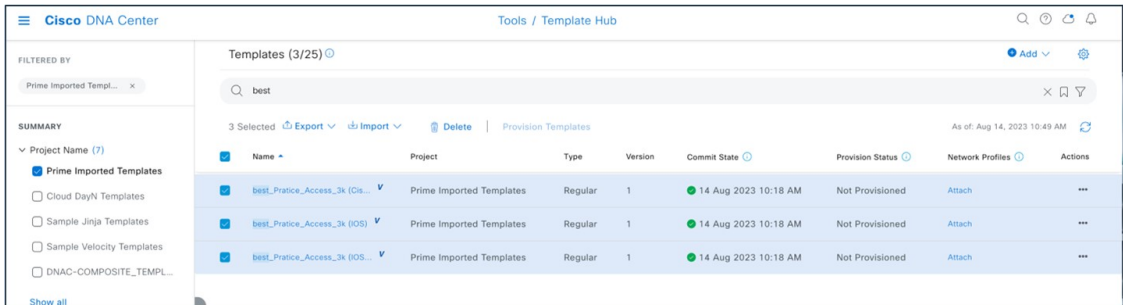 Cisco DNA Center
Tools / Template Hub
FILTERED BY
Prime Imported Templ... ×
SUMMARY
Project Name (7)
Prime Imported Templates
Cloud DayN Templates
Sample Jinja Templates
Sample Velocity Templates
DNAC-COMPOSITE_TEMPL...
Show all
Templates (3/25)
Add
best
3 Selected Export Import Delete Provision Templates As of: Aug 14, 2023 10:49 AM
Name Project Type Version Commit State Provision Status Network Profiles Actions
best_Pratice_Access_3k (Cis... V Prime Imported Templates Regular 1 14 Aug 2023 10:18 AM Not Provisioned Attach ...
best_Pratice_Access_3k (IOS) V Prime Imported Templates Regular 1 14 Aug 2023 10:18 AM Not Provisioned Attach ...
best_Pratice_Access_3k (IOS... V Prime Imported Templates Regular 1 14 Aug 2023 10:18 AM Not Provisioned Attach ...